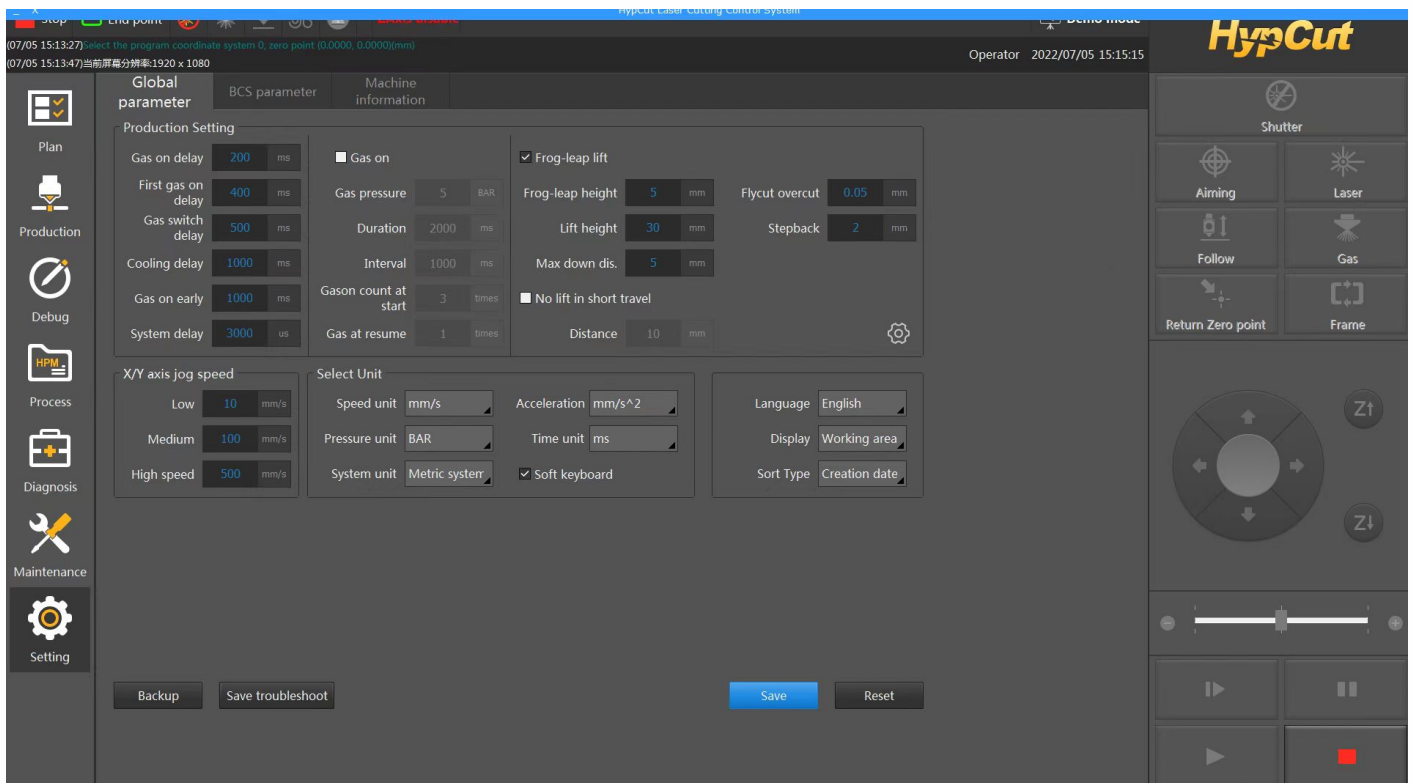 HypCut Laser Cutting Control System
Stop End point ZAxis disable Demo mode
(07/05 15:13:27)Select the program coordinate system 0, zero point (0.0000, 0.0000)(mm)
(07/05 15:13:47)当前屏幕分辨率:1920 x 1080
Operator 2022/07/05 15:15:15
HypCut
Plan
Production
Debug
HPM
Process
Diagnosis
Maintenance
Setting
Global
parameter
BCS parameter
Machine
information
Production Setting
Gas on delay 200 ms
First gas on
delay 400 ms
Gas switch
delay 500 ms
Cooling delay 1000 ms
Gas on early 1000 ms
System delay 3000 us
Gas on
Gas pressure 5 BAR
Duration 2000 ms
Interval 1000 ms
Gason count at
start 3 times
Gas at resume 1 times
Frog-leap lift
Frog-leap height 5 mm
Lift height 30 mm
Max down dis. 5 mm
No lift in short travel
Distance 10 mm
Flycut overcut 0.05 mm
Stepback 2 mm
X/Y axis jog speed
Low 10 mm/s
Medium 100 mm/s
High speed 500 mm/s
Select Unit
Speed unit mm/s
Pressure unit BAR
System unit Metric system
Acceleration mm/s^2
Time unit ms
Soft keyboard
Language English
Display Working area
Sort Type Creation date
Backup
Save troubleshoot
Save
Reset
Shutter
Aiming
Laser
Follow
Gas
Return Zero point
Frame
Z↑
Z↓